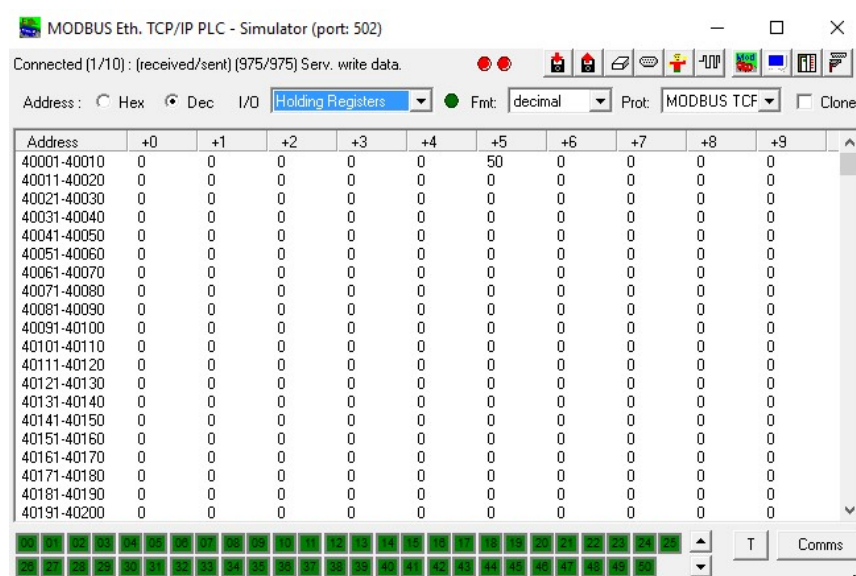 MODBUS Eth. TCP/IP PLC - Simulator (port: 502)
Connected (1/10) : (received/sent) (975/975) Serv. write data.
Address : Hex Dec I/O Holding Registers Fmt: decimal Prot: MODBUS TCP Clone
Address +0 +1 +2 +3 +4 +5 +6 +7 +8 +9
40001-40010 0 0 0 0 0 50 0 0 0 0
40011-40020 0 0 0 0 0 0 0 0 0 0
40021-40030 0 0 0 0 0 0 0 0 0 0
40031-40040 0 0 0 0 0 0 0 0 0 0
40041-40050 0 0 0 0 0 0 0 0 0 0
40051-40060 0 0 0 0 0 0 0 0 0 0
40061-40070 0 0 0 0 0 0 0 0 0 0
40071-40080 0 0 0 0 0 0 0 0 0 0
40081-40090 0 0 0 0 0 0 0 0 0 0
40091-40100 0 0 0 0 0 0 0 0 0 0
40101-40110 0 0 0 0 0 0 0 0 0 0
40111-40120 0 0 0 0 0 0 0 0 0 0
40121-40130 0 0 0 0 0 0 0 0 0 0
40131-40140 0 0 0 0 0 0 0 0 0 0
40141-40150 0 0 0 0 0 0 0 0 0 0
40151-40160 0 0 0 0 0 0 0 0 0 0
40161-40170 0 0 0 0 0 0 0 0 0 0
40171-40180 0 0 0 0 0 0 0 0 0 0
40181-40190 0 0 0 0 0 0 0 0 0 0
40191-40200 0 0 0 0 0 0 0 0 0 0
00 01 02 03 04 05 06 07 08 09 10 11 12 13 14 15 16 17 18 19 20 21 22 23 24 25 T Comms
26 27 28 29 30 31 32 33 34 35 36 37 38 39 40 41 42 43 44 45 46 47 48 49 50